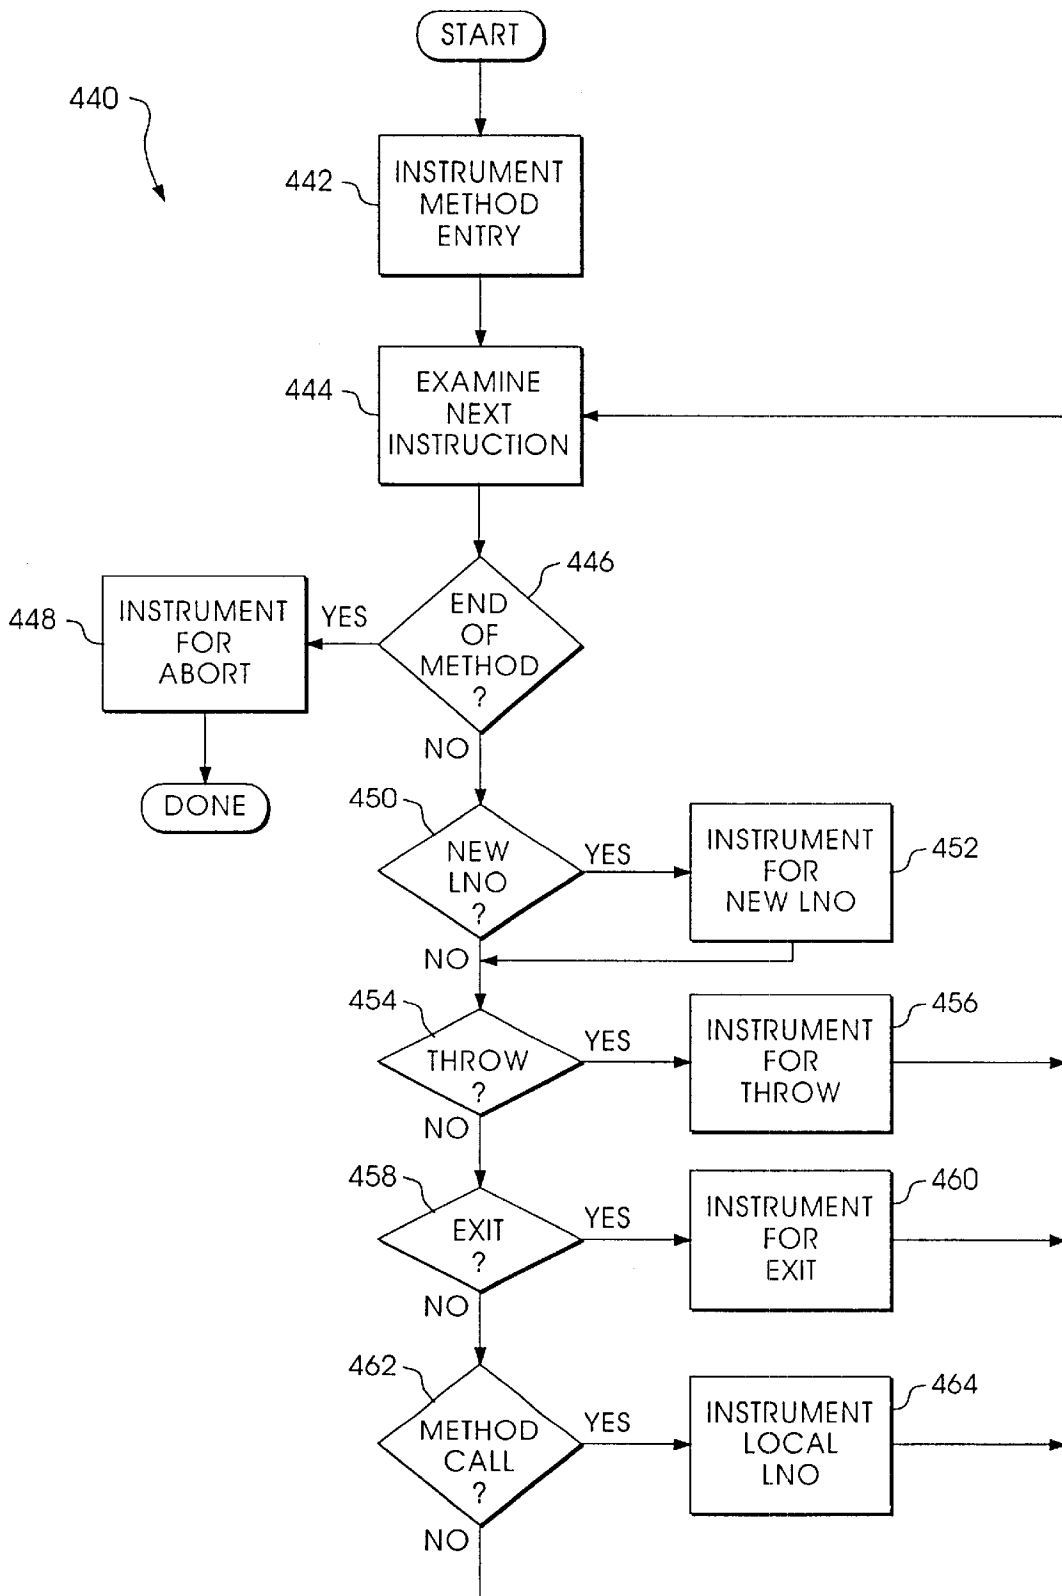 START
440
442
INSTRUMENT
METHOD
ENTRY
444
EXAMINE
NEXT
INSTRUCTION
446
END
OF
METHOD
?
YES
448
INSTRUMENT
FOR
ABORT
DONE
NO
450
NEW
LNO
?
YES
INSTRUMENT
FOR
NEW LNO
452
NO
454
THROW
?
YES
INSTRUMENT
FOR
THROW
456
NO
458
EXIT
?
YES
INSTRUMENT
FOR
EXIT
460
NO
462
METHOD
CALL
?
YES
INSTRUMENT
LOCAL
LNO
464
NO